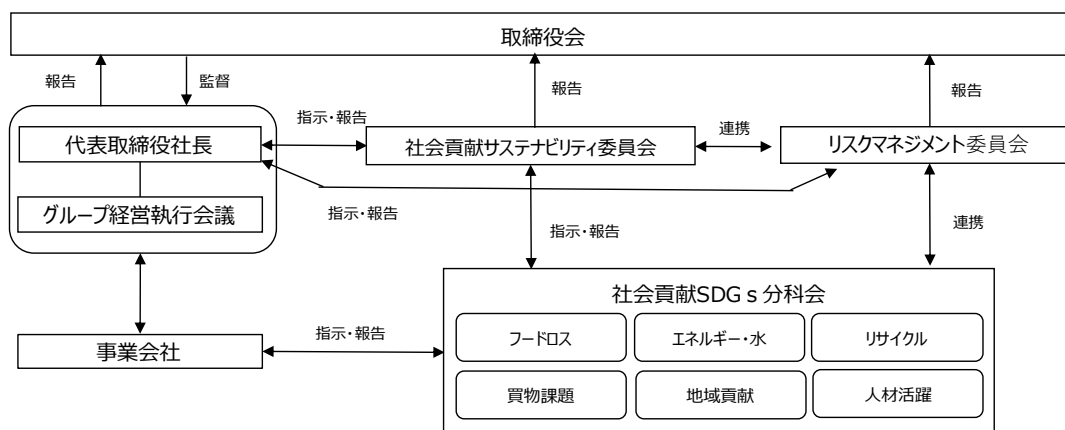 取締役会
報告
監督
報告
報告
指示・報告
代表取締役社長
社会貢献サステナビリティ委員会
連携
リスクマネジメント委員会
グループ経営執行会議
指示・報告
指示・報告
連携
社会貢献SDGs分科会
フードロス
エネルギー・水
リサイクル
指示・報告
事業会社
買物課題
地域貢献
人材活躍